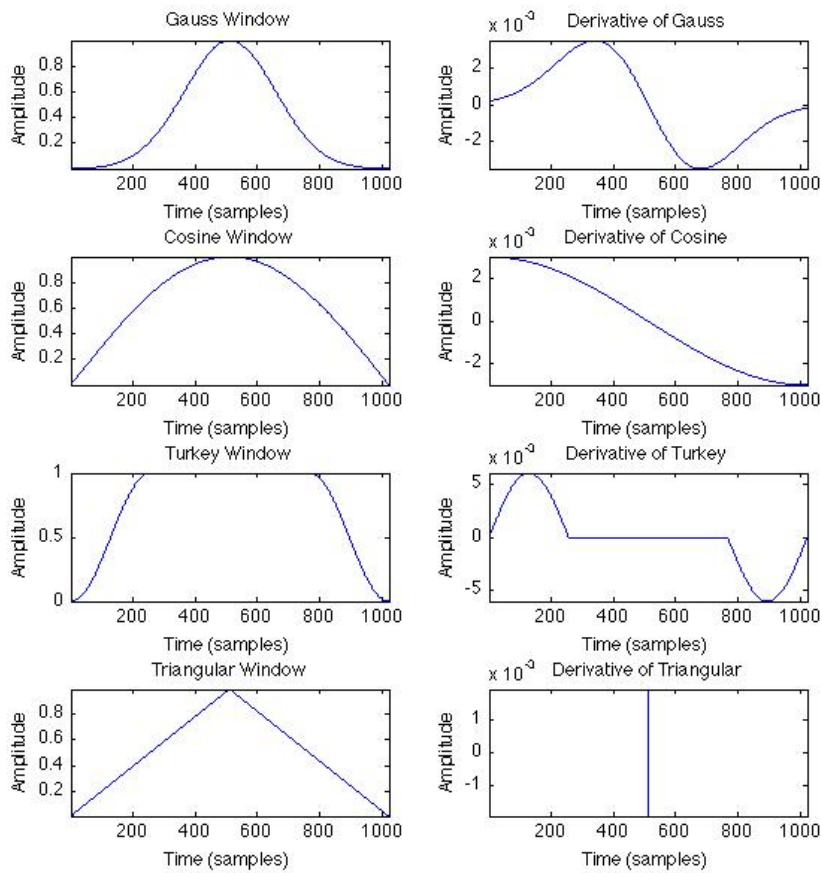 Gauss Window
Amplitude
0.8
0.6
0.4
0.2
200 400 600 800 1000
Time (samples)
x 10⁻³ Derivative of Gauss
Amplitude
2
0
-2
200 400 600 800 1000
Time (samples)
Cosine Window
Amplitude
0.8
0.6
0.4
0.2
200 400 600 800 1000
Time (samples)
x 10⁻³ Derivative of Cosine
Amplitude
2
0
-2
200 400 600 800 1000
Time (samples)
Turkey Window
Amplitude
1
0.5
0
200 400 600 800 1000
Time (samples)
x 10⁻³ Derivative of Turkey
Amplitude
5
0
-5
200 400 600 800 1000
Time (samples)
Triangular Window
Amplitude
0.8
0.6
0.4
0.2
200 400 600 800 1000
Time (samples)
x 10⁻³ Derivative of Triangular
Amplitude
1
0
-1
200 400 600 800 1000
Time (samples)